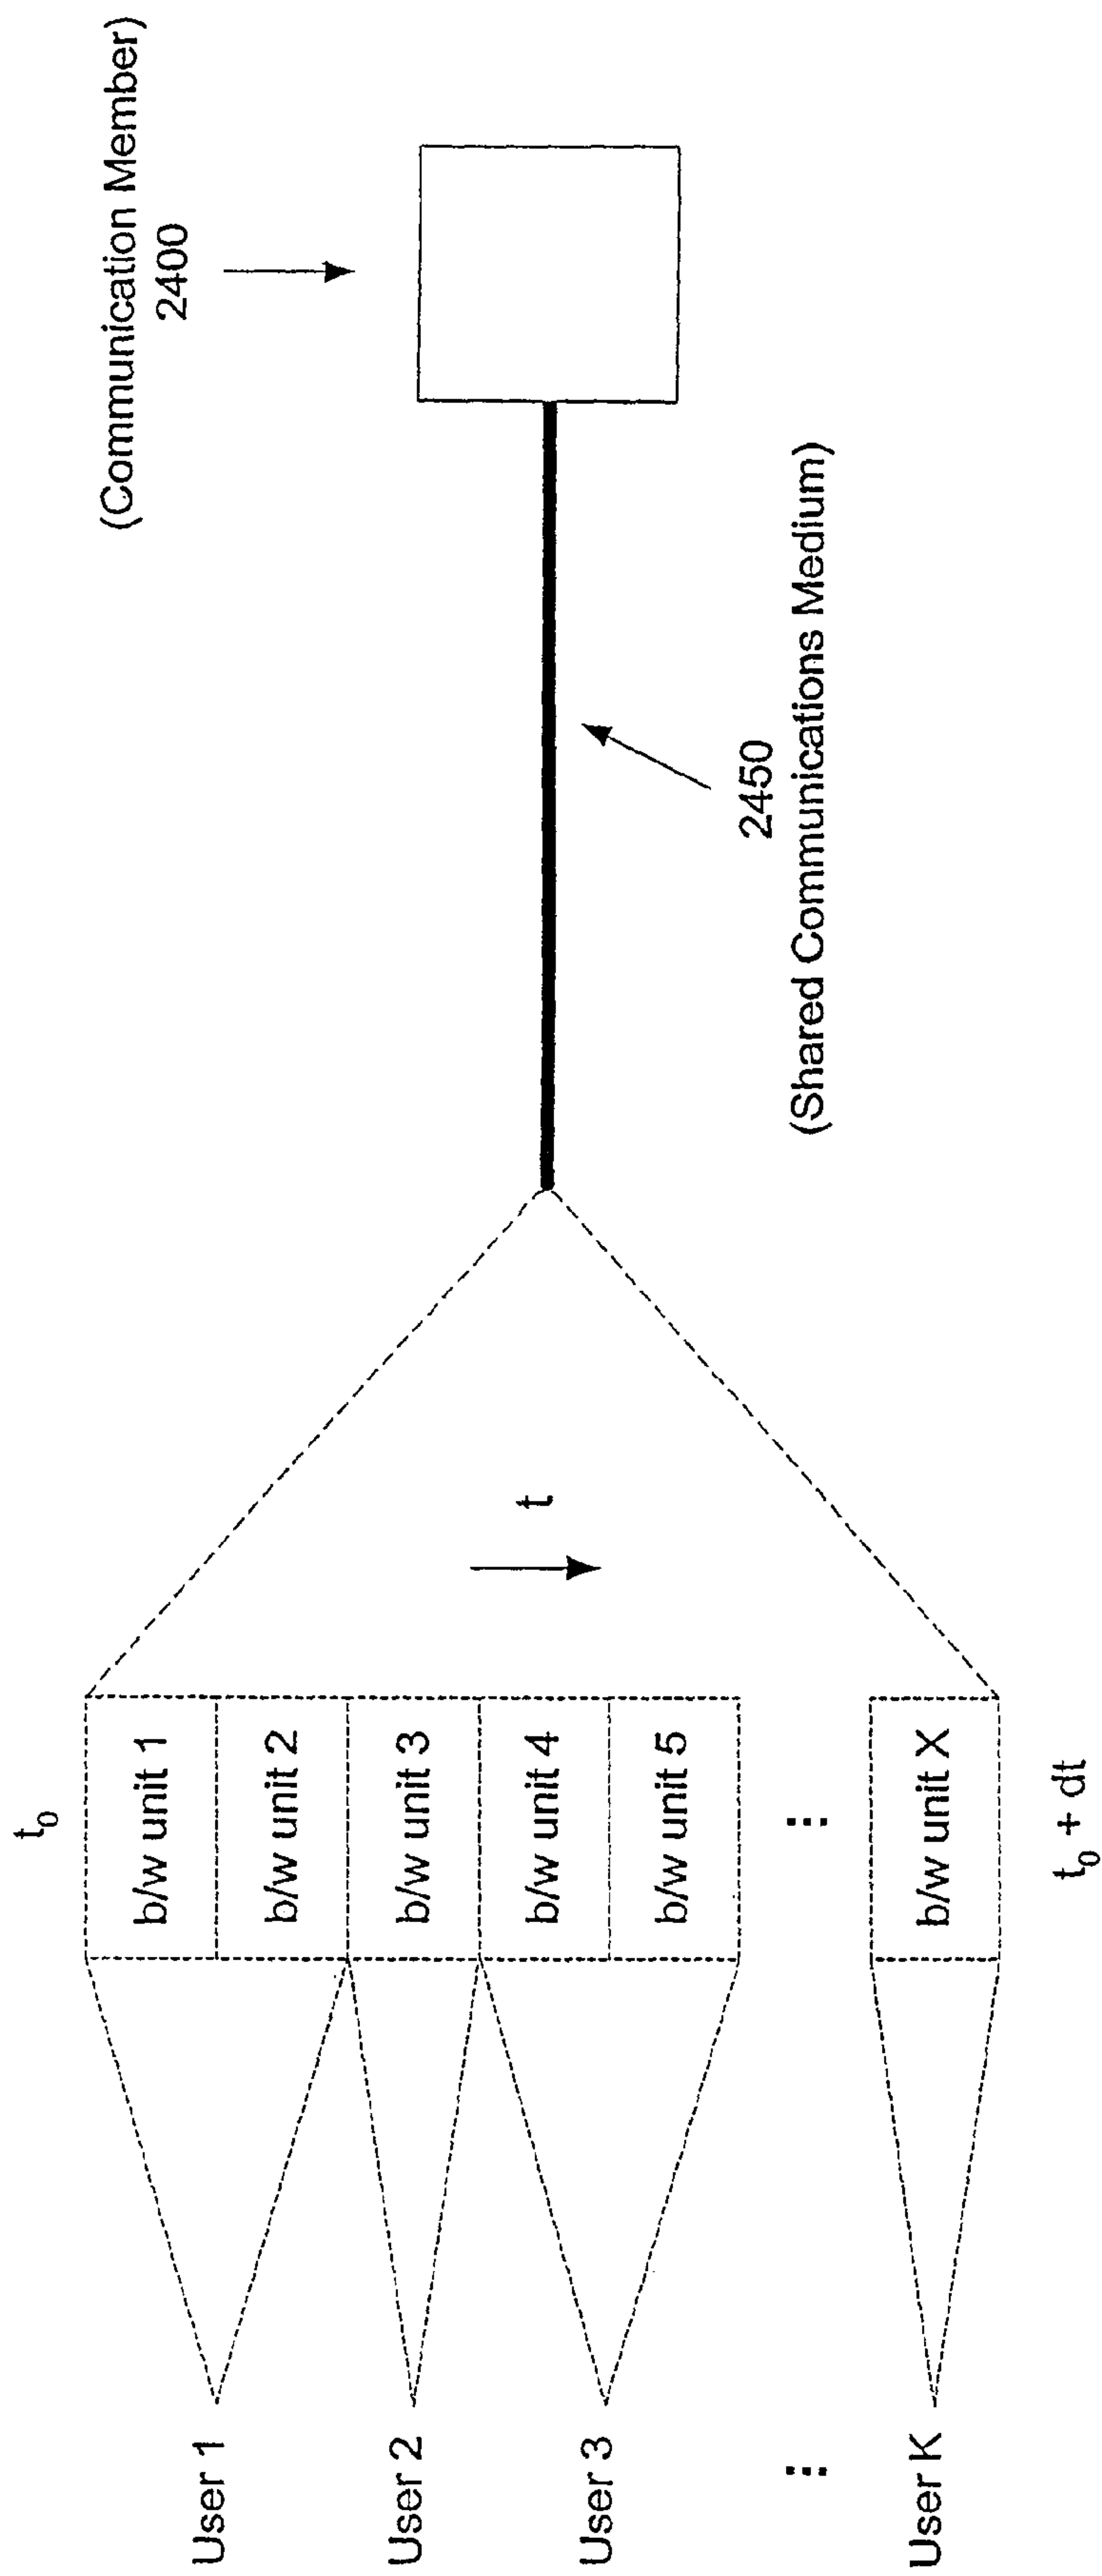 (Communication Member)
2400
t₀
b/w unit 1
b/w unit 2
b/w unit 3
b/w unit 4
b/w unit 5
⋮
b/w unit X
t₀ + dt
t
User 1
User 2
User 3
⋮
User K
2450
(Shared Communications Medium)